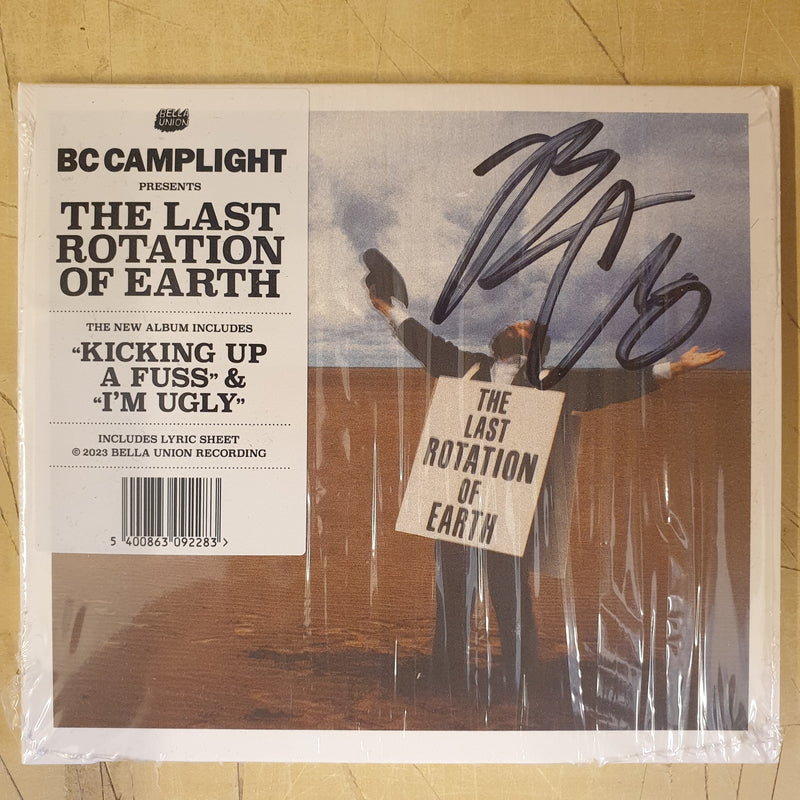 BELLA
UNION
BC CAMPLIGHT
PRESENTS
THE LAST
ROTATION
OF EARTH
THE NEW ALBUM INCLUDES
“KICKING UP
A FUSS” &
“I’M UGLY”
INCLUDES LYRIC SHEET
© 2023 BELLA UNION RECORDING
5 400863 092283 >
THE
LAST
ROTATION
OF
EARTH